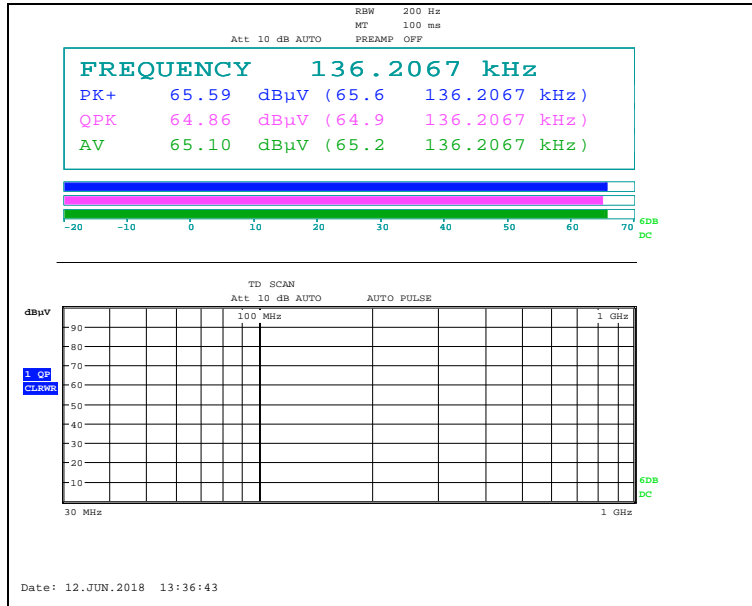 RBW 200 Hz
MT 100 ms
Att 10 dB AUTO PREAMP OFF
FREQUENCY 136.2067 kHz
PK+ 65.59 dBµV (65.6 136.2067 kHz)
QPK 64.86 dBµV (64.9 136.2067 kHz)
AV 65.10 dBµV (65.2 136.2067 kHz)
-20 -10 0 10 20 30 40 50 60 70
6DB
DC
TD SCAN
Att 10 dB AUTO AUTO PULSE
dBµV
100 MHz 1 GHz
90
80
70
1 QP
60
CLRWR
50
40
30
20
10
6DB
DC
30 MHz 1 GHz
Date: 12.JUN.2018 13:36:43